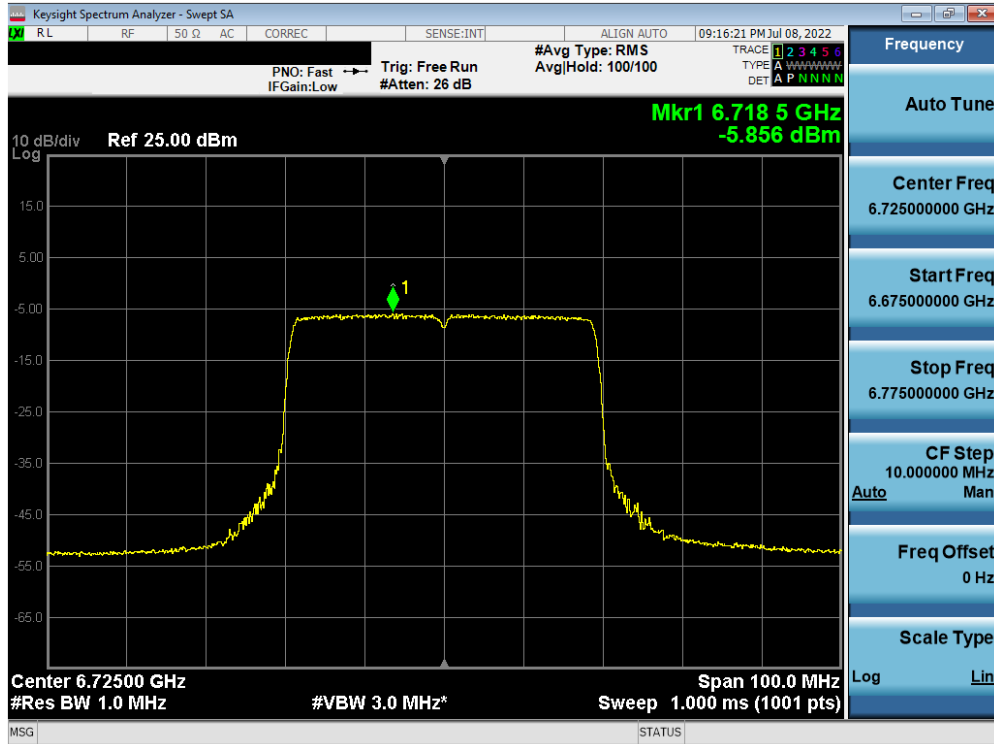 Keysight Spectrum Analyzer - Swept SA
LXI RL RF 50 Ω AC CORREC SENSE:INT ALIGN AUTO 09:16:21 PM Jul 08, 2022
PNO: Fast
IFGain:Low
Trig: Free Run
#Atten: 26 dB
#Avg Type: RMS
Avg|Hold: 100/100
TRACE 1 2 3 4 5 6
TYPE A WWWWW
DET A P N N N N
Mkr1 6.718 5 GHz
-5.856 dBm
10 dB/div Ref 25.00 dBm
Log
15.0
5.00
1
-5.00
-15.0
-25.0
-35.0
-45.0
-55.0
-65.0
Center 6.72500 GHz Span 100.0 MHz
#Res BW 1.0 MHz #VBW 3.0 MHz* Sweep 1.000 ms (1001 pts)
MSG STATUS
Frequency
Auto Tune
Center Freq
6.725000000 GHz
Start Freq
6.675000000 GHz
Stop Freq
6.775000000 GHz
CF Step
10.000000 MHz
Auto Man
Freq Offset
0 Hz
Scale Type
Log Lin